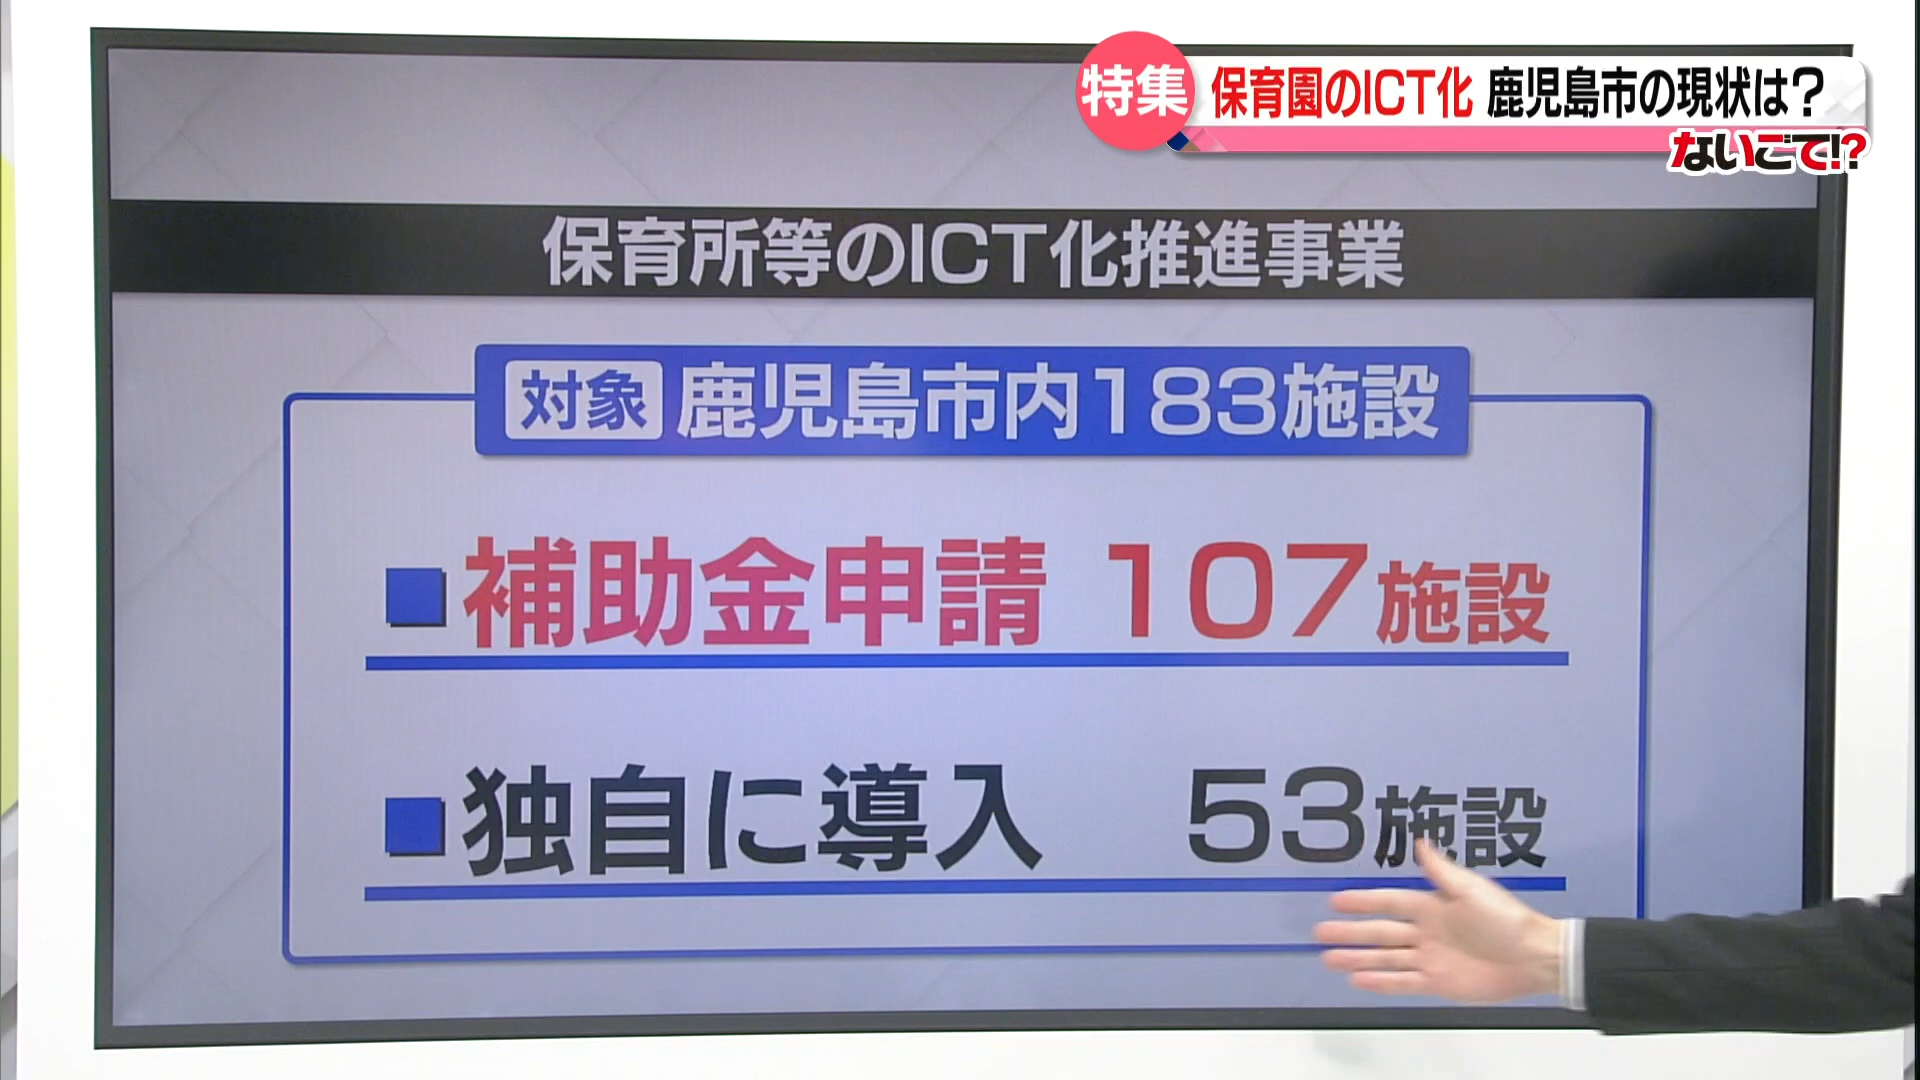 特集 保育園のICT化 鹿児島市の現状は?
ないごて!?
保育所等のICT化推進事業
対象 鹿児島市内183施設
■補助金申請 107施設
■独自に導入 53施設